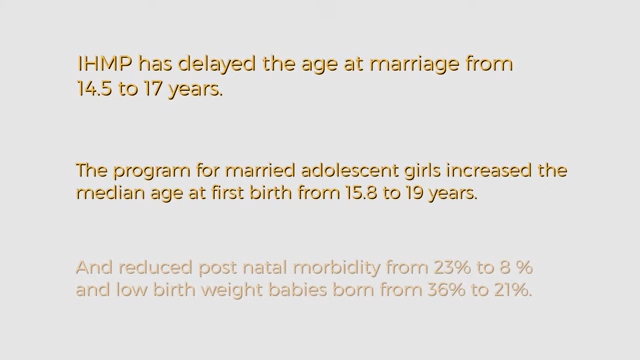 IHMP has delayed the age at marriage from
14.5 to 17 years.
The program for married adolescent girls increased the
median age at first birth from 15.8 to 19 years.
And reduced post natal morbidity from 23% to 8 %
and low birth weight babies born from 36% to 21%.